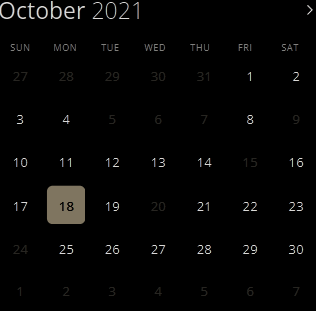 October 2021
SUN MON TUE WED THU FRI SAT
27 28 29 30 31 1 2
3 4 5 6 7 8 9
10 11 12 13 14 15 16
17 18 19 20 21 22 23
24 25 26 27 28 29 30
1 2 3 4 5 6 7